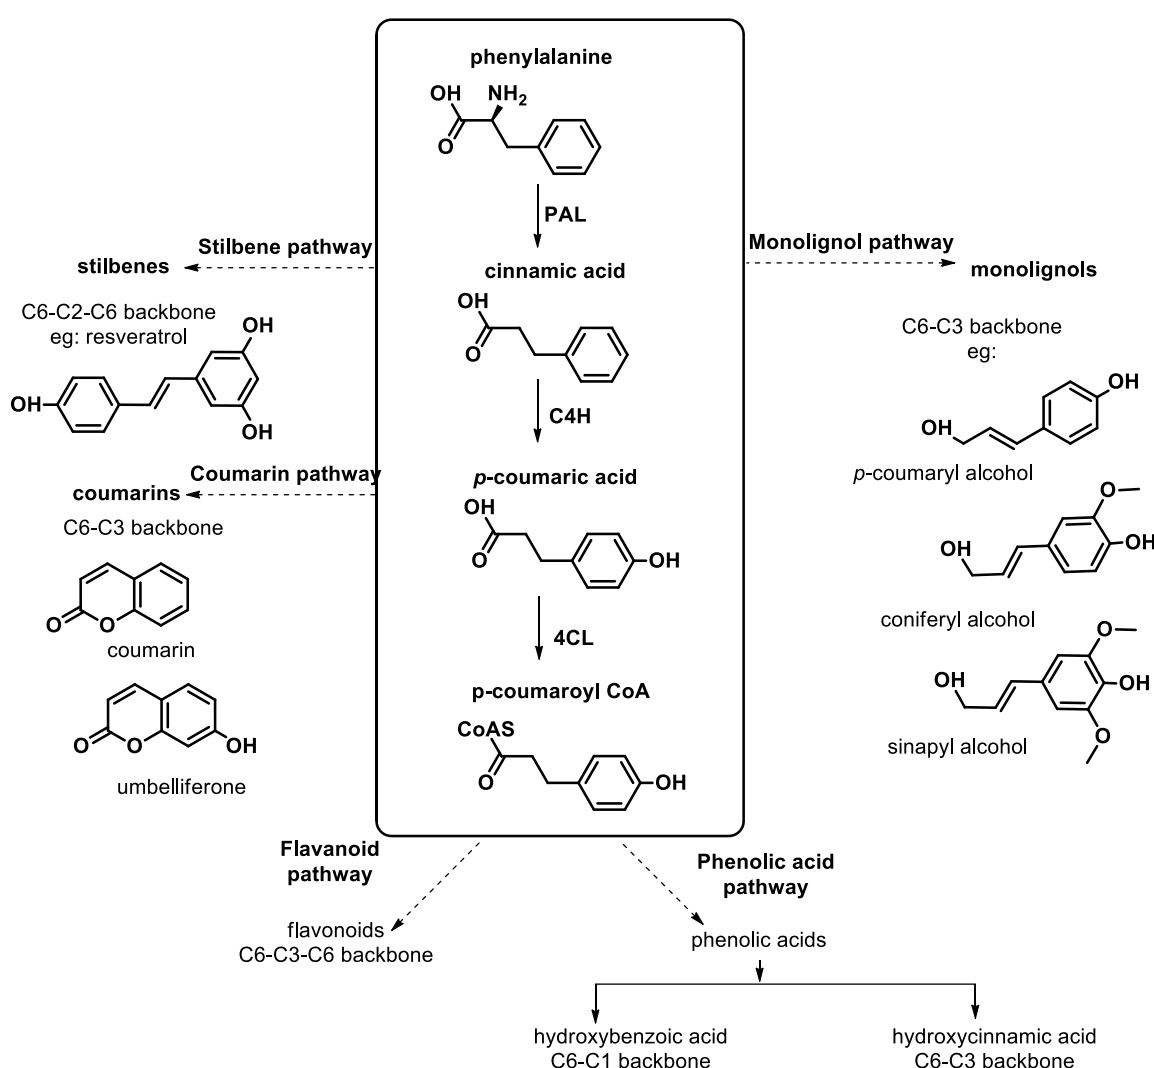 phenylalanine
OH NH2
O
PAL
cinnamic acid
OH
O
C4H
p-coumaric acid
OH
O
OH
4CL
p-coumaroyl CoA
CoAS
O
OH
Stilbene pathway
stilbenes
C6-C2-C6 backbone
eg: resveratrol
OH
OH
OH
Coumarin pathway
coumarins
C6-C3 backbone
O
O
coumarin
O
O
OH
umbelliferone
Monolignol pathway
monolignols
C6-C3 backbone
eg:
OH
OH
p-coumaryl alcohol
O
OH
OH
coniferyl alcohol
O
OH
OH
O
sinapyl alcohol
Flavanoid
pathway
flavonoids
C6-C3-C6 backbone
Phenolic acid
pathway
phenolic acids
hydroxybenzoic acid
C6-C1 backbone
hydroxycinnamic acid
C6-C3 backbone